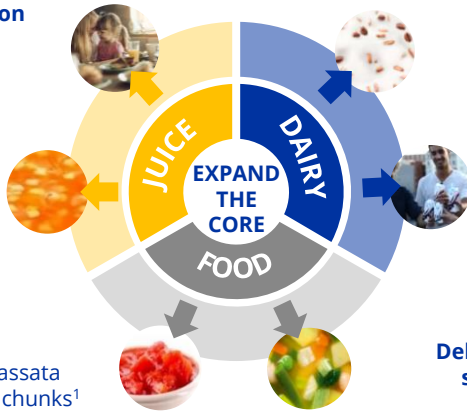 on
JUICE
DAIRY
EXPAND
THE
CORE
FOOD
assata
chunks¹
Del
s